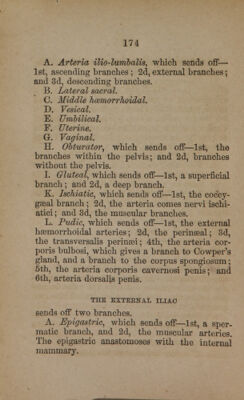 174
A. Arteria ilio-lumbalis, which sends off—
1st, ascending branches; 2d, external branches;
and 3d, descending branches.
B. Lateral sacral.
C. Middle hæmorrhoidal.
D. Vesical.
E. Umbilical.
F. Uterine.
G. Vaginal.
H. Obturator, which sends off—1st, the
branches within the pelvis; and 2d, branches
without the pelvis.
I. Gluteal, which sends off—1st, a superficial
branch; and 2d, a deep branch.
K. Ischiatic, which sends off—1st, the coccy-
gæal branch; 2d, the arteria comes nervi ischi-
atici; and 3d, the muscular branches.
L. Pudic, which sends off—1st, the external
hæmorrhoidal arteries; 2d, the perinæal; 3d,
the transversalis perinæi; 4th, the arteria cor-
poris bulbosi, which gives a branch to Cowper's
gland, and a branch to the corpus spongiosum;
5th, the arteria corporis cavernosi penis; and
6th, arteria dorsalis penis.
THE EXTERNAL ILIAC
sends off two branches.
A. Epigastric, which sends off—1st, a sper-
matic branch, and 2d, the muscular arteries.
The epigastric anastomoses with the internal
mammary.